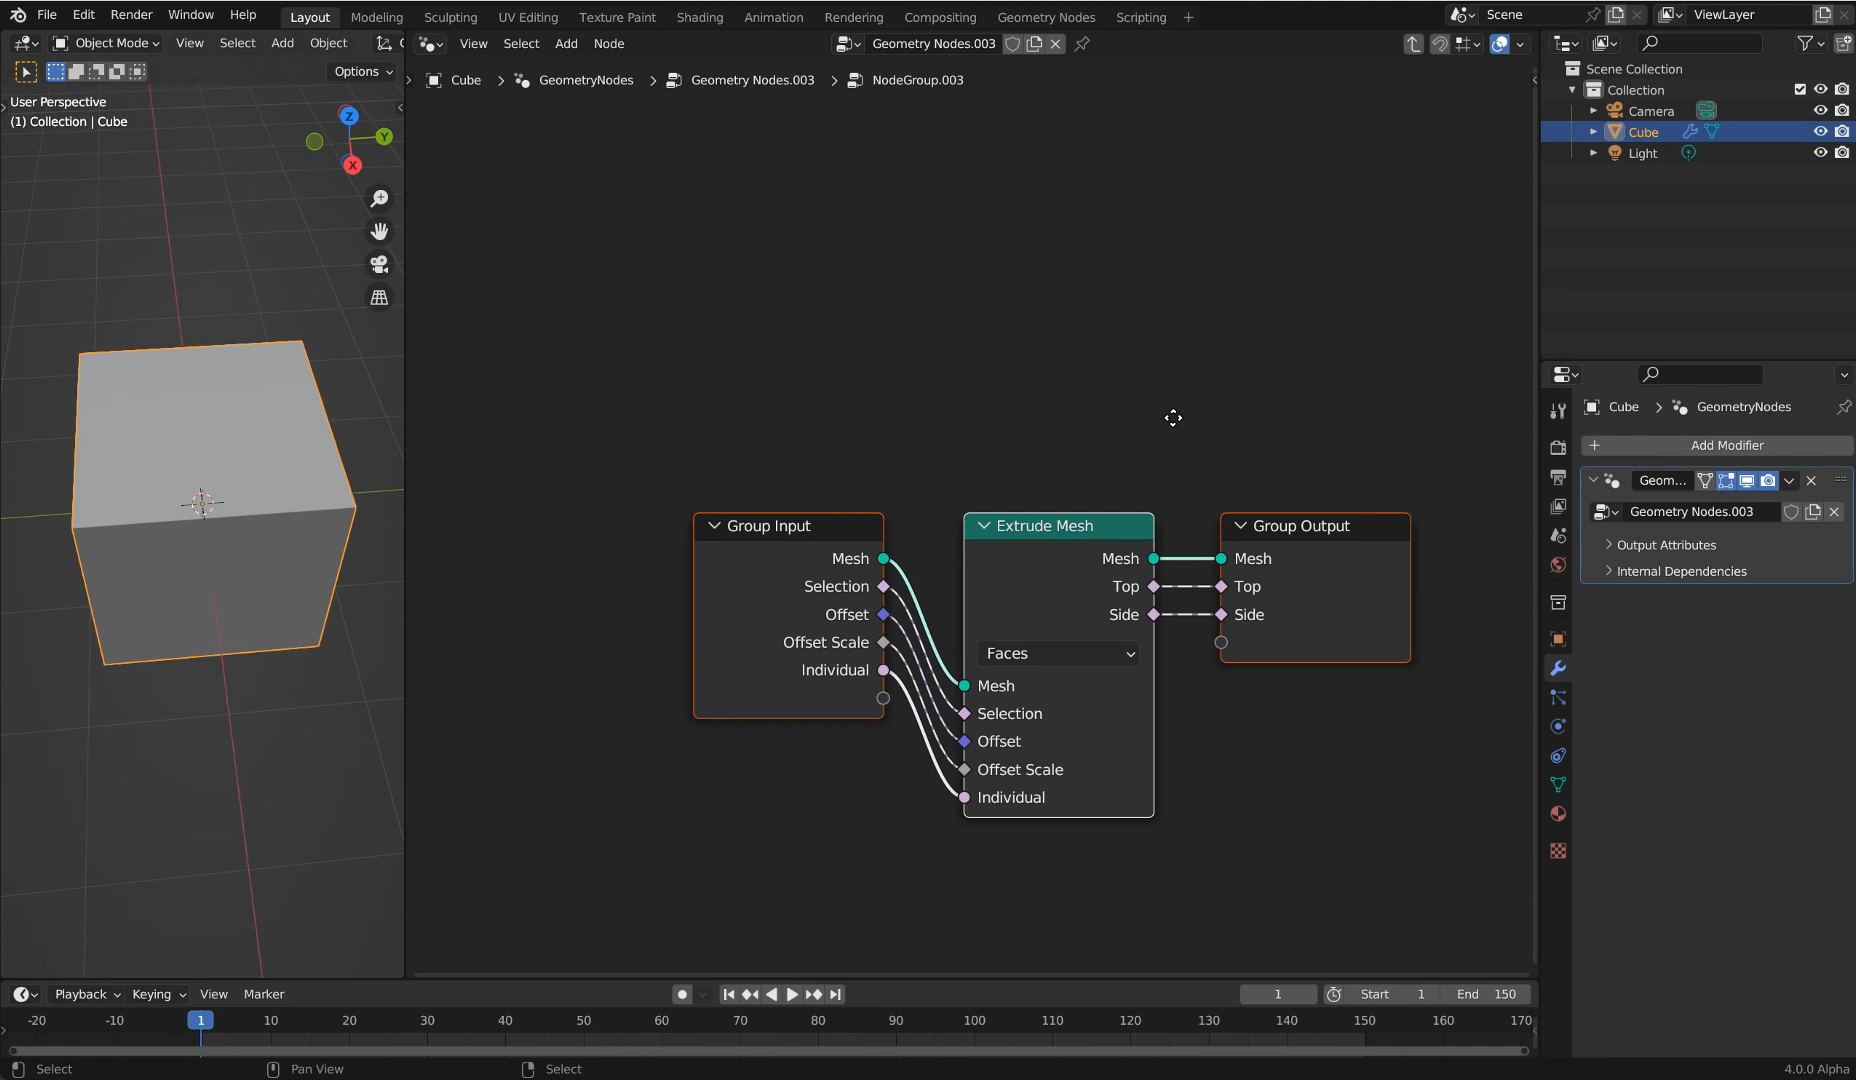 File Edit Render Window Help Layout Modeling Sculpting UV Editing Texture Paint Shading Animation Rendering Compositing Geometry Nodes Scripting + Scene ViewLayer
Object Mode View Select Add Object
Options
User Perspective
(1) Collection | Cube
Z
Y
X
View Select Add Node Geometry Nodes.003
Cube > GeometryNodes > Geometry Nodes.003 > NodeGroup.003
Group Input
Mesh
Selection
Offset
Offset Scale
Individual
Extrude Mesh
Mesh
Top
Side
Faces
Mesh
Selection
Offset
Offset Scale
Individual
Group Output
Mesh
Top
Side
Scene Collection
Collection
Camera
Cube
Light
Cube > GeometryNodes
+ Add Modifier
Geom...
Geometry Nodes.003
> Output Attributes
> Internal Dependencies
Playback Keying View Marker 1 Start 1 End 150
-20 -10 1 10 20 30 40 50 60 70 80 90 100 110 120 130 140 150 160 170
Select Pan View Select 4.0.0 Alpha